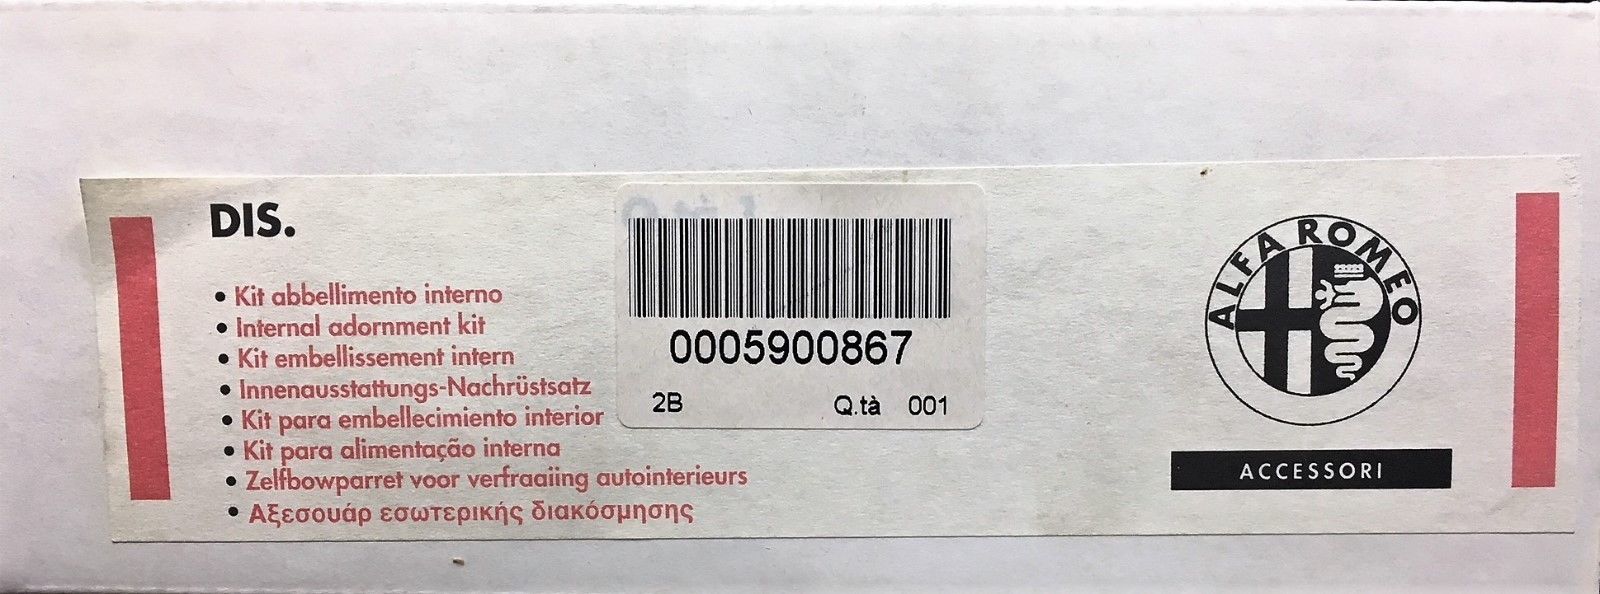 DIS.
• Kit abbellimento interno
• Internal adornment kit
• Kit embellissement intern
• Innenausstattungs-Nachrüstsatz
• Kit para embellecimiento interior
• Kit para alimentação interna
• Zelfbowparret voor verfraaiing autointerieurs
• Αξεσουάρ εσωτερικής διακόσμησης
0005900867
2B Q.tà 001
ALFA ROMEO
ACCESSORI